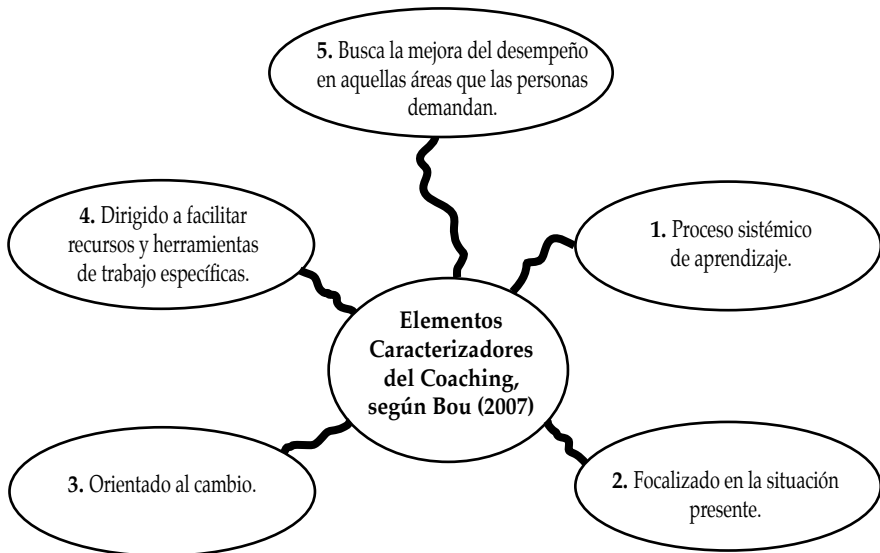 5. Busca la mejora del desempeño
en aquellas áreas que las personas
demandan.
4. Dirigido a facilitar
recursos y herramientas
de trabajo específicas.
1. Proceso sistémico
de aprendizaje.
Elementos
Caracterizadores
del Coaching,
según Bou (2007)
3. Orientado al cambio.
2. Focalizado en la situación
presente.